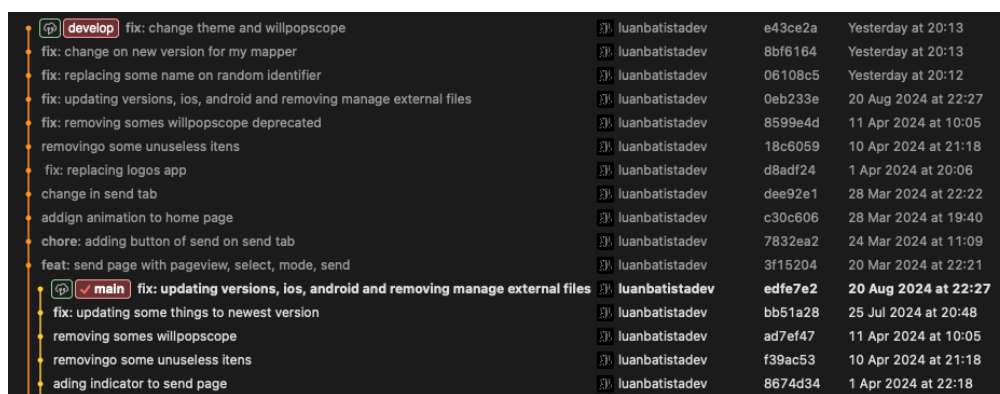 develop fix: change theme and willpopscope luanbatistadev e43ce2a Yesterday at 20:13
fix: change on new version for my mapper luanbatistadev 8bf6164 Yesterday at 20:13
fix: replacing some name on random identifier luanbatistadev 06108c5 Yesterday at 20:12
fix: updating versions, ios, android and removing manage external files luanbatistadev 0eb233e 20 Aug 2024 at 22:27
fix: removing somes willpopscope deprecated luanbatistadev 8599e4d 11 Apr 2024 at 10:05
removingo some unuseless itens luanbatistadev 18c6059 10 Apr 2024 at 21:18
fix: replacing logos app luanbatistadev d8adf24 1 Apr 2024 at 20:06
change in send tab luanbatistadev dee92e1 28 Mar 2024 at 22:22
addign animation to home page luanbatistadev c30c606 28 Mar 2024 at 19:40
chore: adding button of send on send tab luanbatistadev 7832ea2 24 Mar 2024 at 11:09
feat: send page with pageview, select, mode, send luanbatistadev 3f15204 20 Mar 2024 at 22:21
main fix: updating versions, ios, android and removing manage external files luanbatistadev edfe7e2 20 Aug 2024 at 22:27
fix: updating some things to newest version luanbatistadev bb51a28 25 Jul 2024 at 20:48
removing somes willpopscope luanbatistadev ad7ef47 11 Apr 2024 at 10:05
removingo some unuseless itens luanbatistadev f39ac53 10 Apr 2024 at 21:18
ading indicator to send page luanbatistadev 8674d34 1 Apr 2024 at 22:18